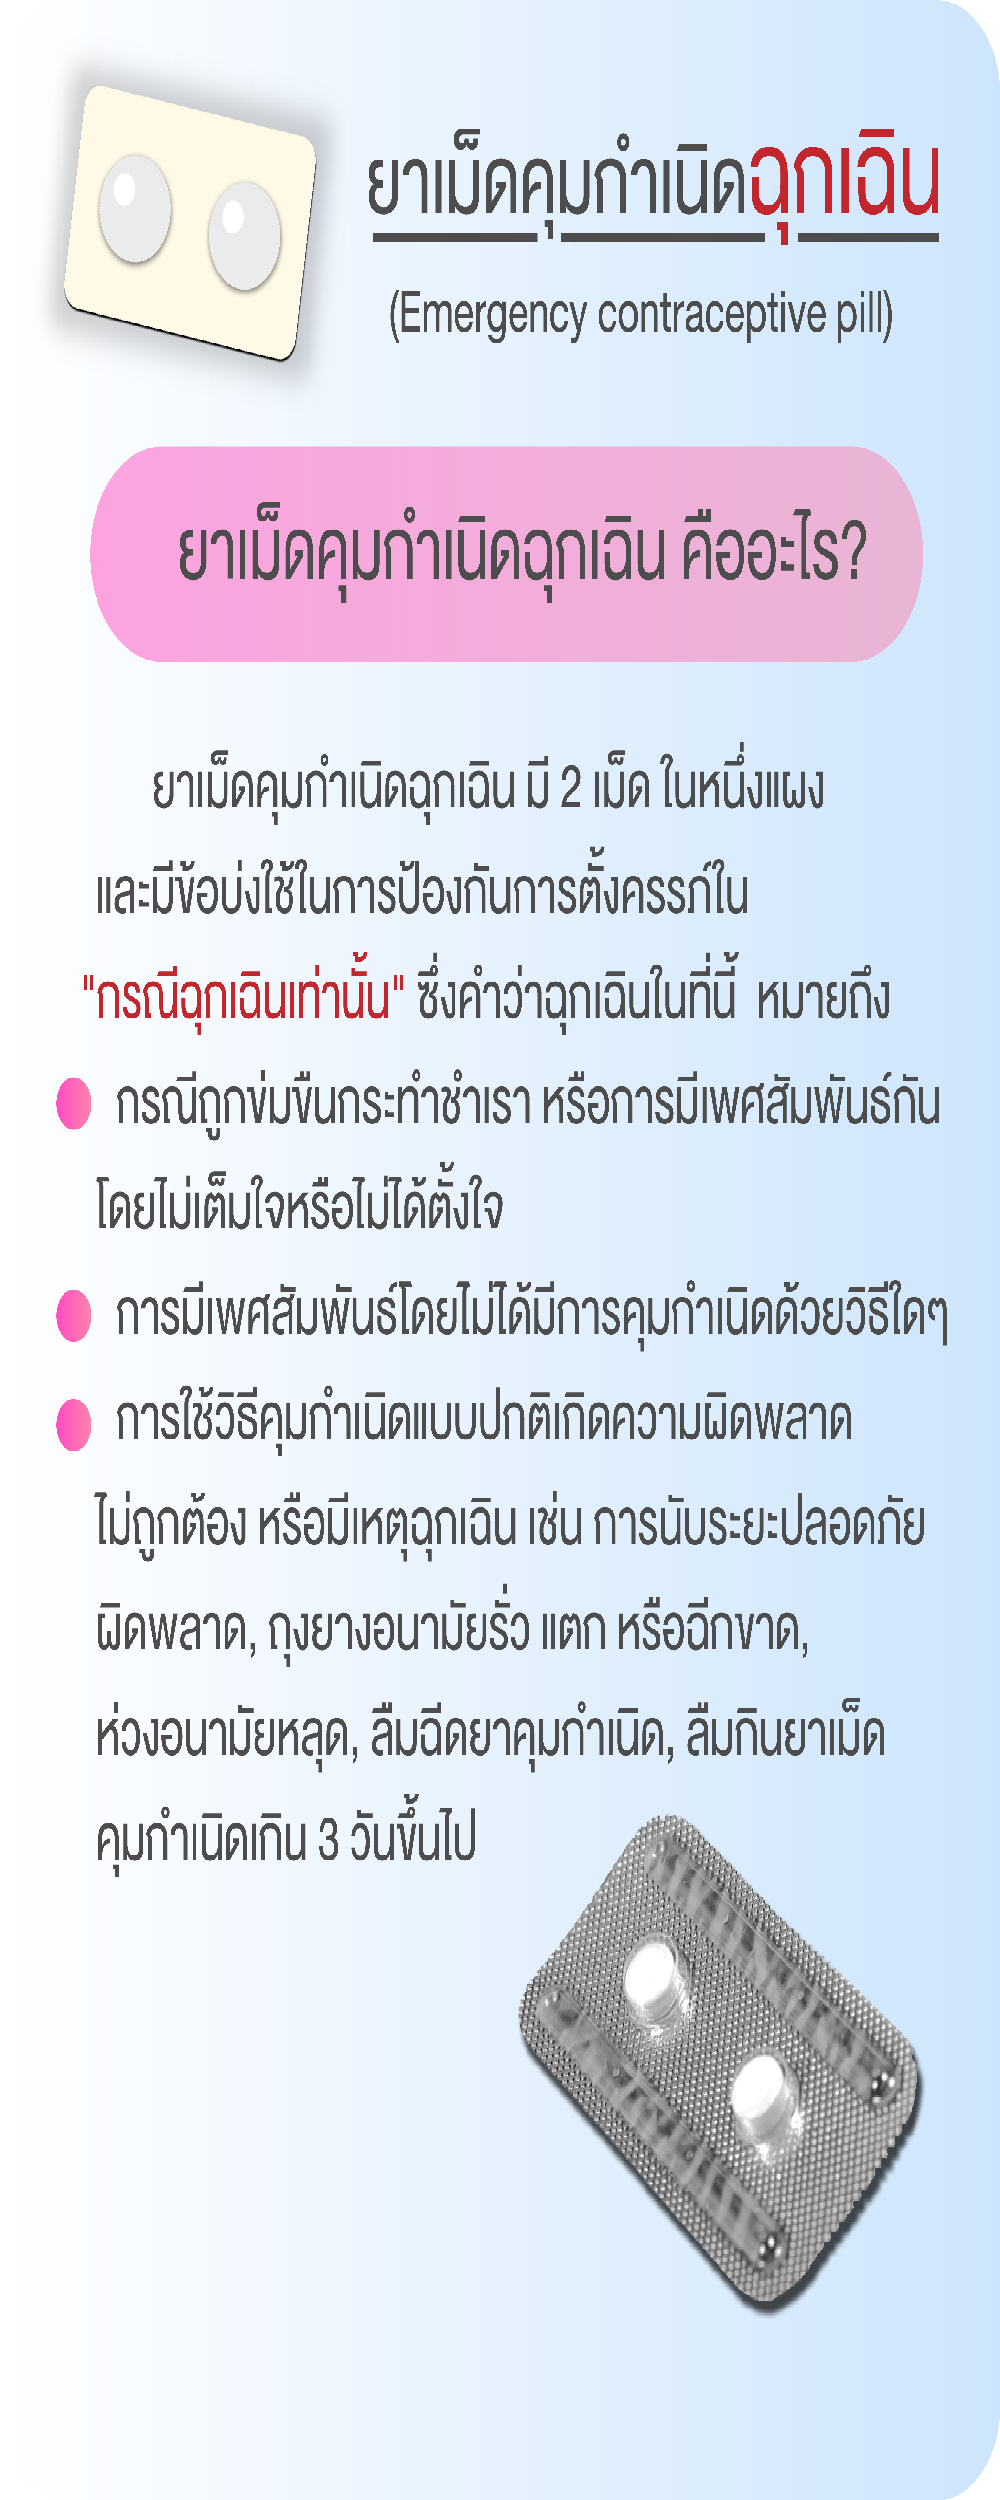 ยาเม็ดคุมกำเนิดฉุกเฉิน
(Emergency contraceptive pill)
ยาเม็ดคุมกำเนิดฉุกเฉิน คืออะไร?
ยาเม็ดคุมกำเนิดฉุกเฉิน มี 2 เม็ด ในหนึ่งแผง
และมีข้อบ่งใช้ในการป้องกันการตั้งครรภ์ใน
"กรณีฉุกเฉินเท่านั้น" ซึ่งคำว่าฉุกเฉินในที่นี้ หมายถึง
กรณีถูกข่มขืนกระทำชำเรา หรือการมีเพศสัมพันธ์กัน
โดยไม่เต็มใจหรือไม่ได้ตั้งใจ
การมีเพศสัมพันธ์โดยไม่ได้มีการคุมกำเนิดด้วยวิธีใดๆ
การใช้วิธีคุมกำเนิดแบบปกติเกิดความผิดพลาด
ไม่ถูกต้อง หรือมีเหตุฉุกเฉิน เช่น การนับระยะปลอดภัย
ผิดพลาด, ถุงยางอนามัยรั่ว แตก หรือฉีกขาด,
ห่วงอนามัยหลุด, ลืมฉีดยาคุมกำเนิด, ลืมกินยาเม็ด
คุมกำเนิดเกิน 3 วันขึ้นไป